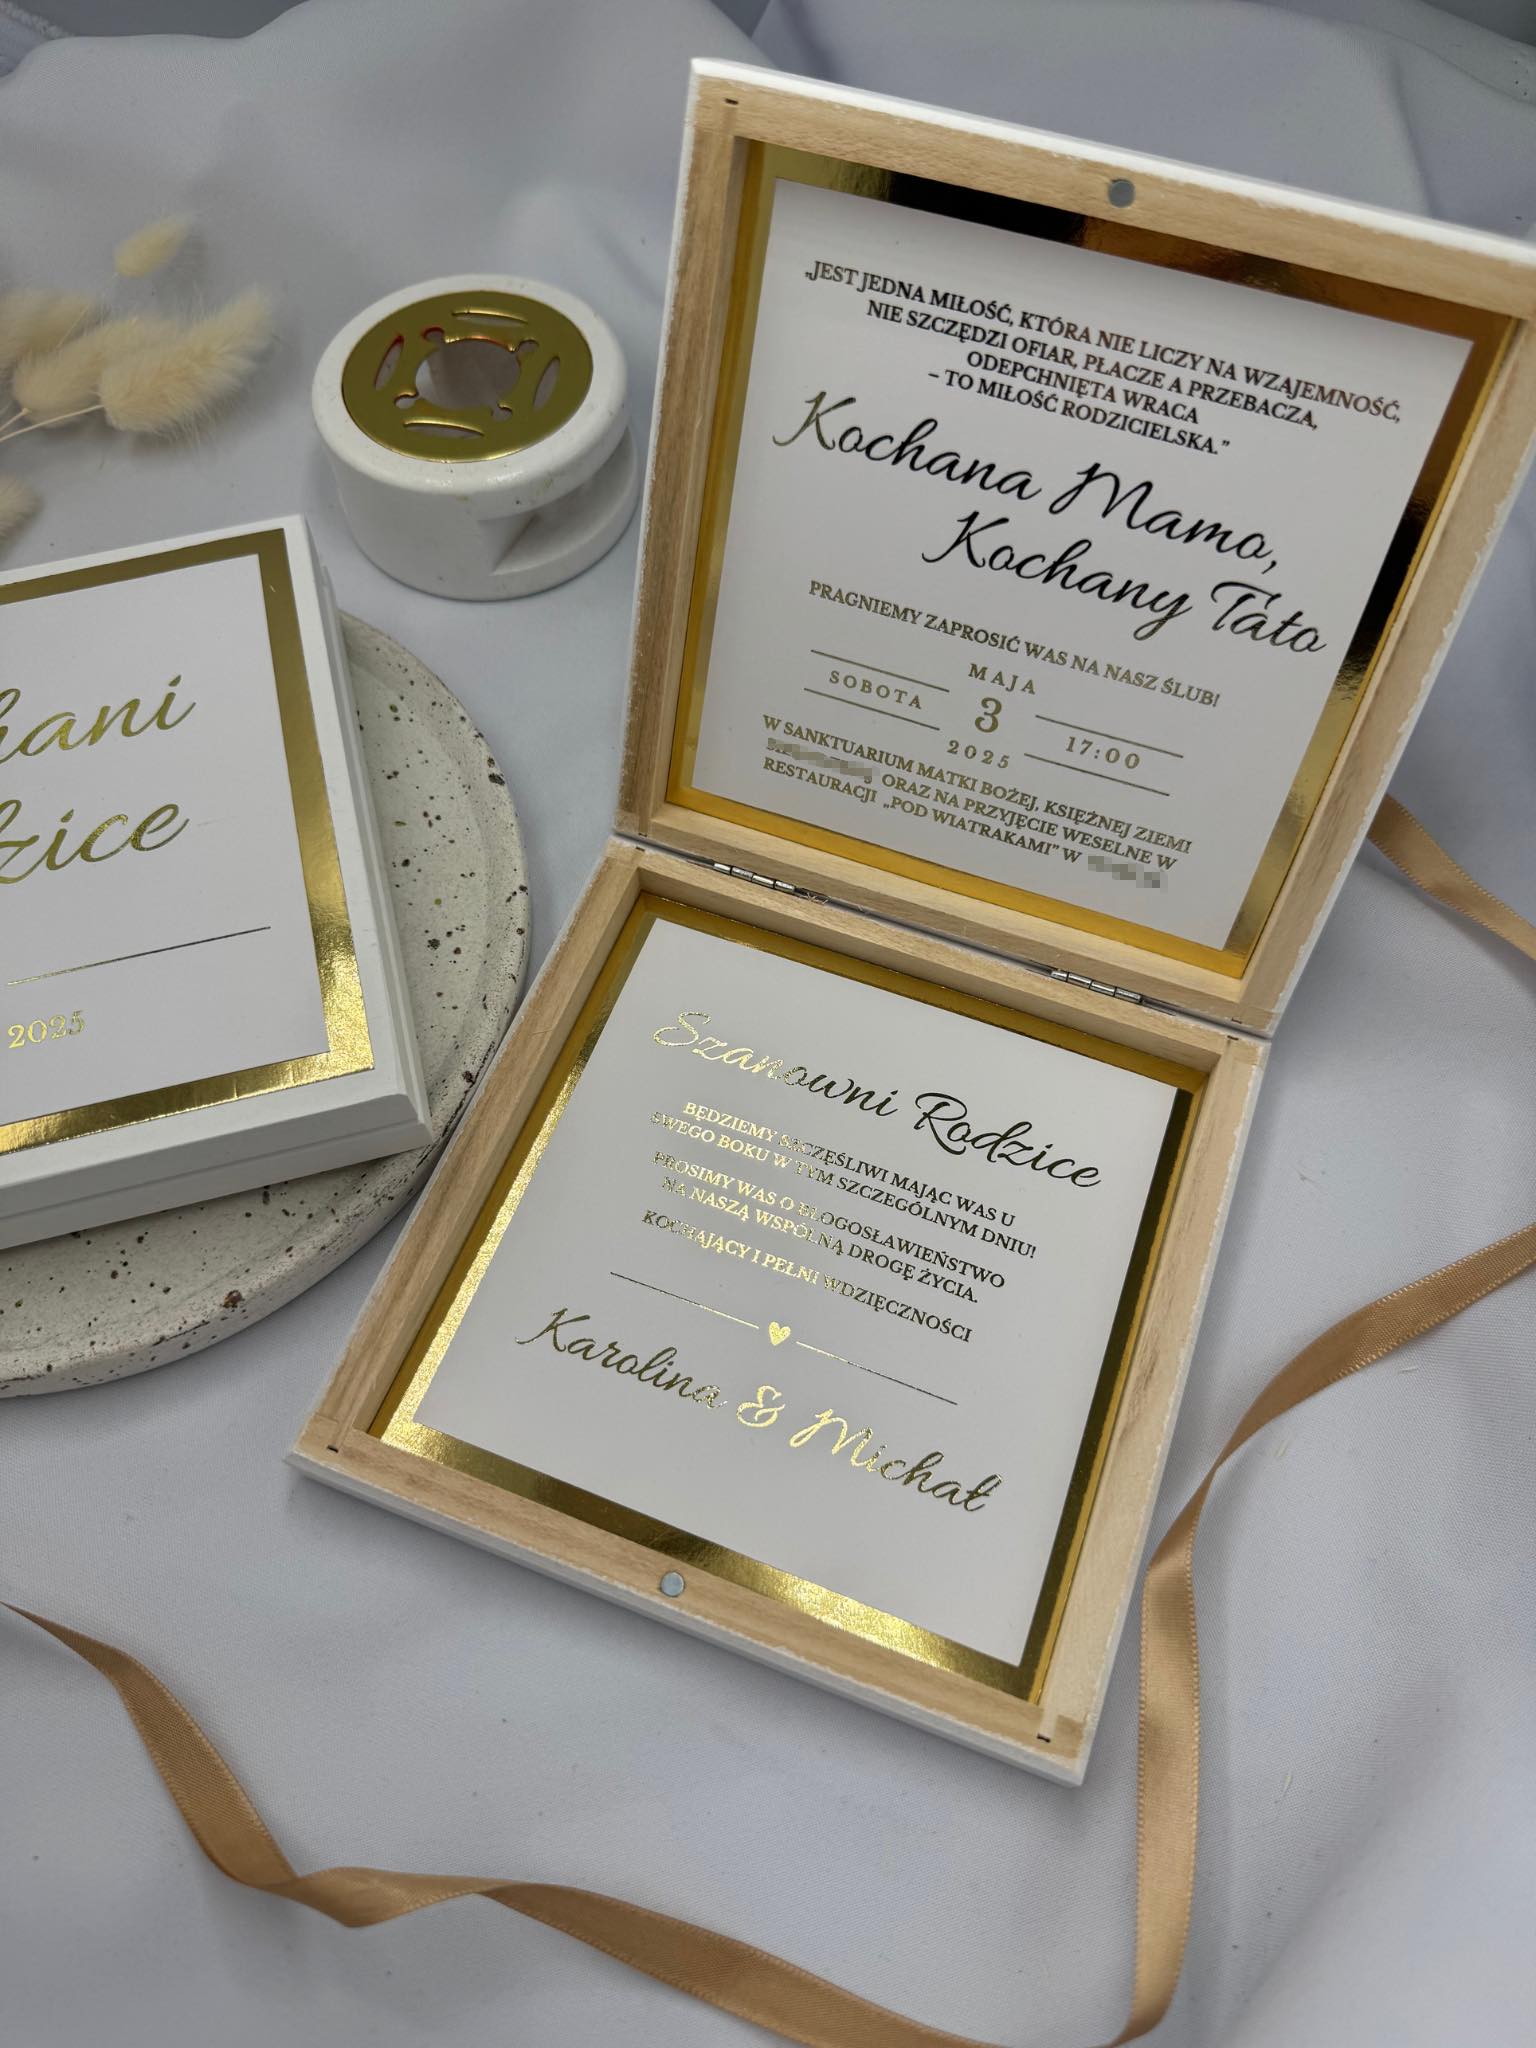 „JEST JEDNA MIŁOŚĆ, KTÓRA NIE LICZY NA WZAJEMNOŚĆ,
NIE SZCZĘDZI OFIAR, PŁACZE A PRZEBACZA,
ODEPCHNIĘTA WRACA
– TO MIŁOŚĆ RODZICIELSKA.”
Kochana Mamo,
Kochany Tato
PRAGNIEMY ZAPROSIĆ WAS NA NASZ ŚLUB!
MAJA
SOBOTA 3 17:00
2025
W SANKTUARIUM MATKI BOŻEJ, KSIĘŻNEJ ZIEMI
ORAZ NA PRZYJĘCIE WESELNE W
RESTAURACJI „POD WIATRAKAMI” W
Szanowni Rodzice
BĘDZIEMY SZCZĘŚLIWI MAJĄC WAS U
SWEGO BOKU W TYM SZCZEGÓLNYM DNIU!
PROSIMY WAS O BŁOGOSŁAWIEŃSTWO
NA NASZĄ WSPÓLNĄ DROGĘ ŻYCIA.
KOCHAJĄCY I PEŁNI WDZIĘCZNOŚCI
Karolina & Michał
hani
zice
2025